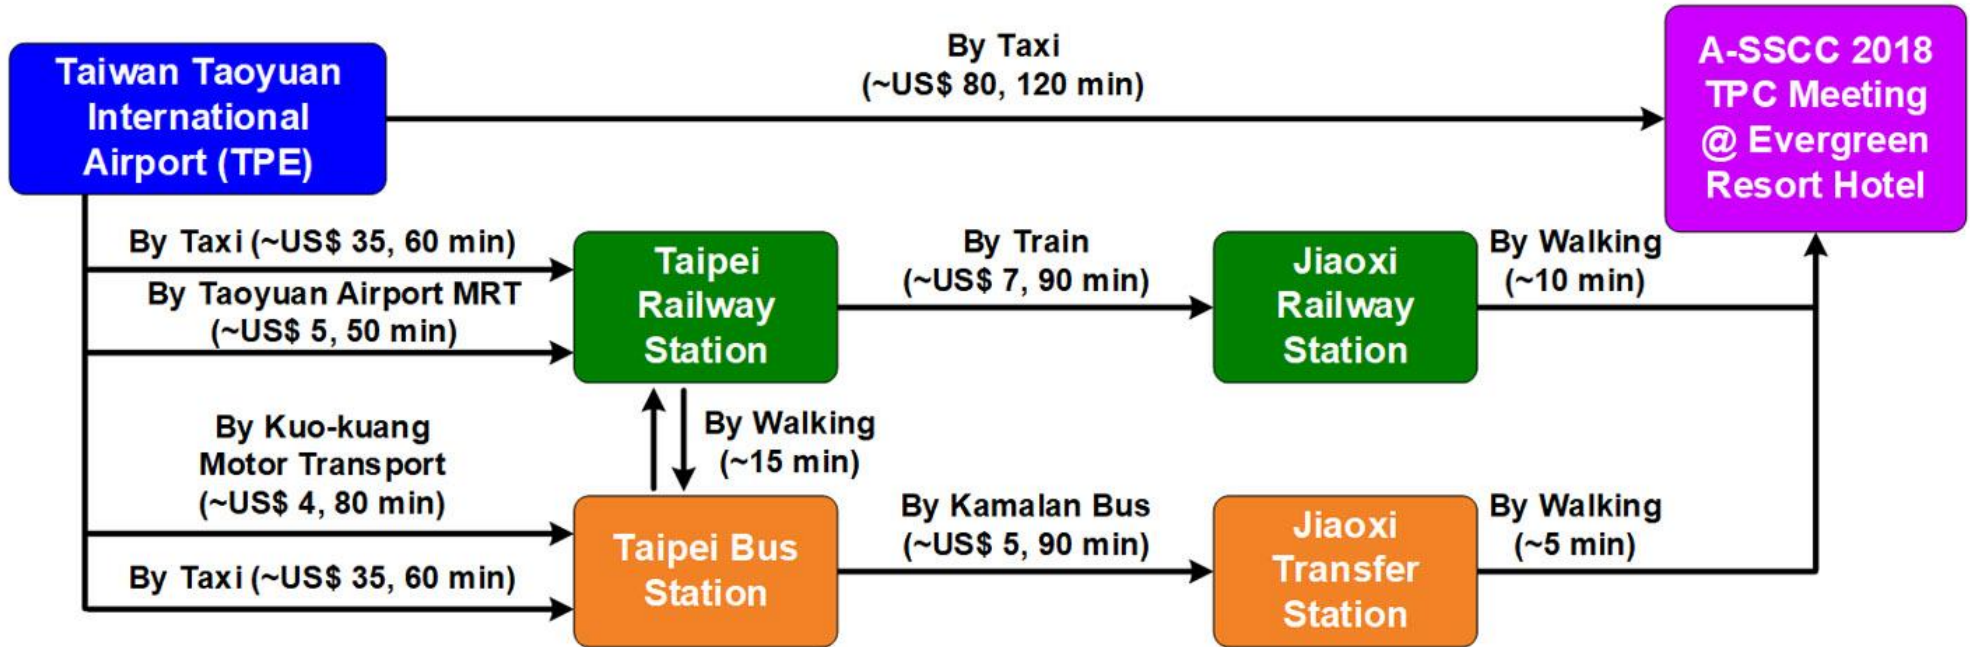 Taiwan Taoyuan
International
Airport (TPE)
By Taxi
(~US$ 80, 120 min)
A-SSCC 2018
TPC Meeting
@ Evergreen
Resort Hotel
By Taxi (~US$ 35, 60 min)
By Taoyuan Airport MRT
(~US$ 5, 50 min)
Taipei
Railway
Station
By Train
(~US$ 7, 90 min)
Jiaoxi
Railway
Station
By Walking
(~10 min)
By Walking
(~15 min)
By Kuo-kuang
Motor Transport
(~US$ 4, 80 min)
By Taxi (~US$ 35, 60 min)
Taipei Bus
Station
By Kamalan Bus
(~US$ 5, 90 min)
Jiaoxi
Transfer
Station
By Walking
(~5 min)